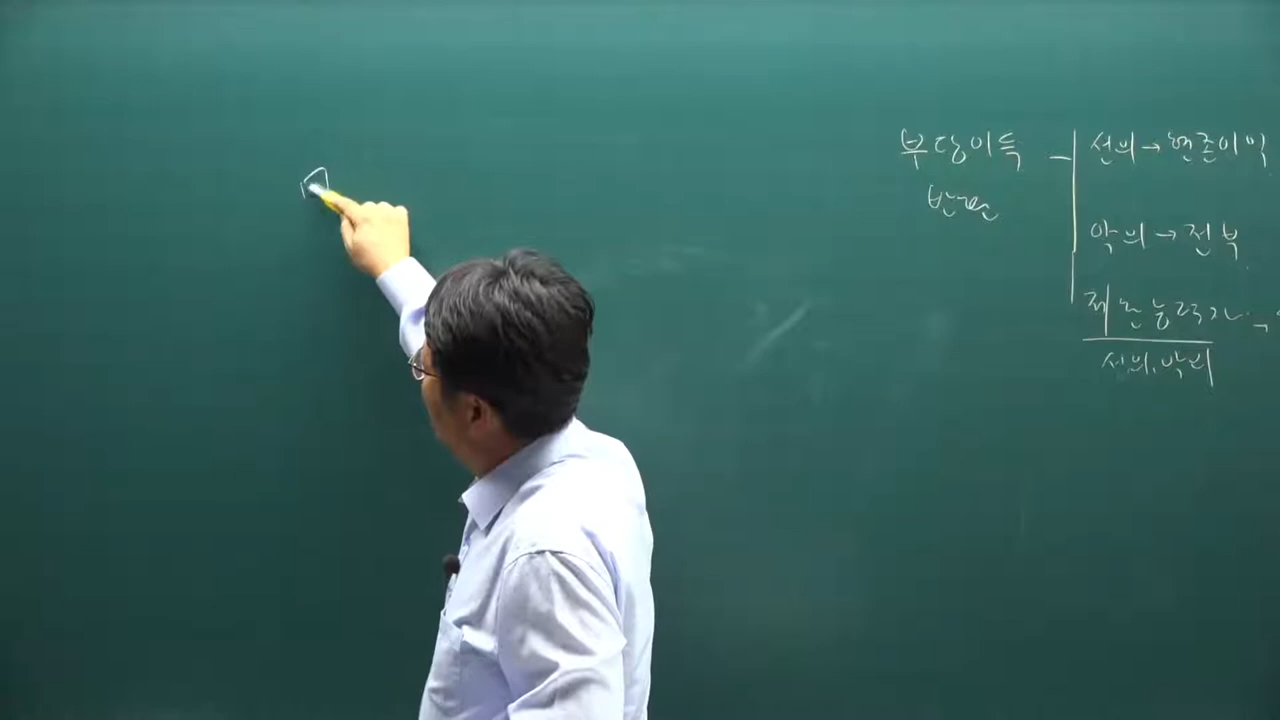 부당이득
반환
선의→현존이익
악의→전부
제한능력자→
선의,악의